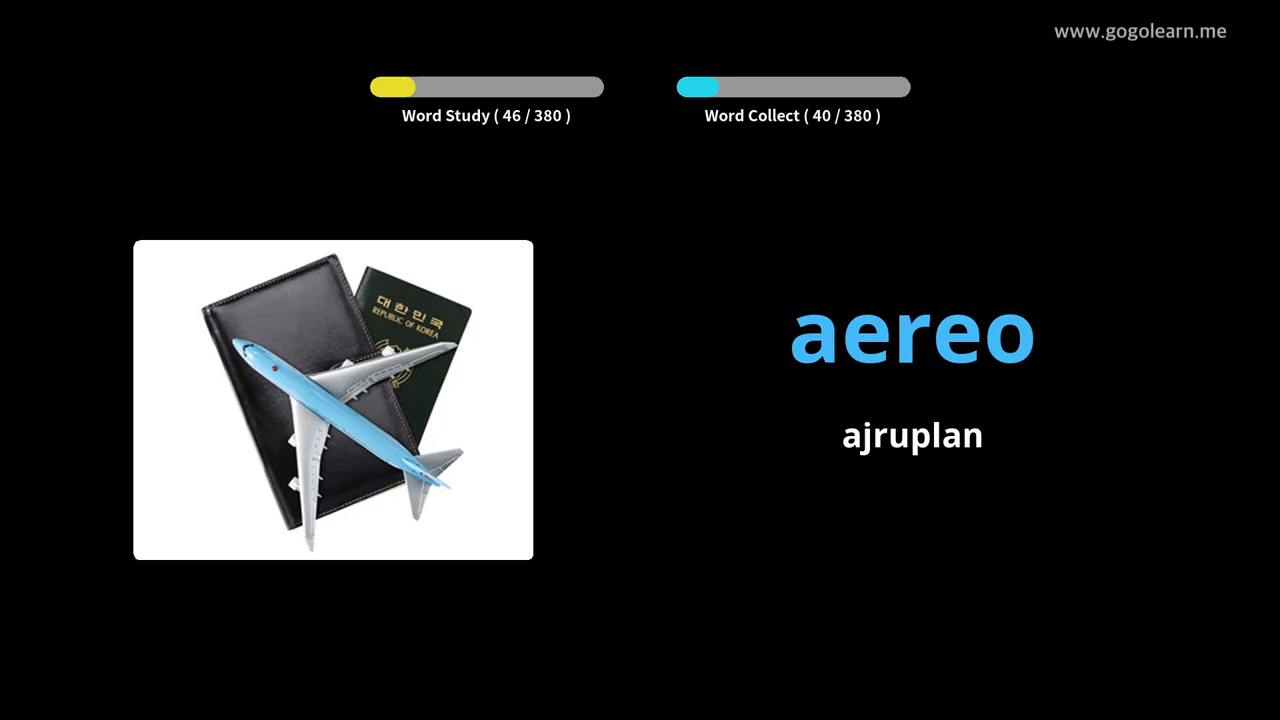 www.gogolearn.me
Word Study ( 46 / 380 )
Word Collect ( 40 / 380 )
대한민국
REPUBLIC OF KOREA
aereo
ajruplan